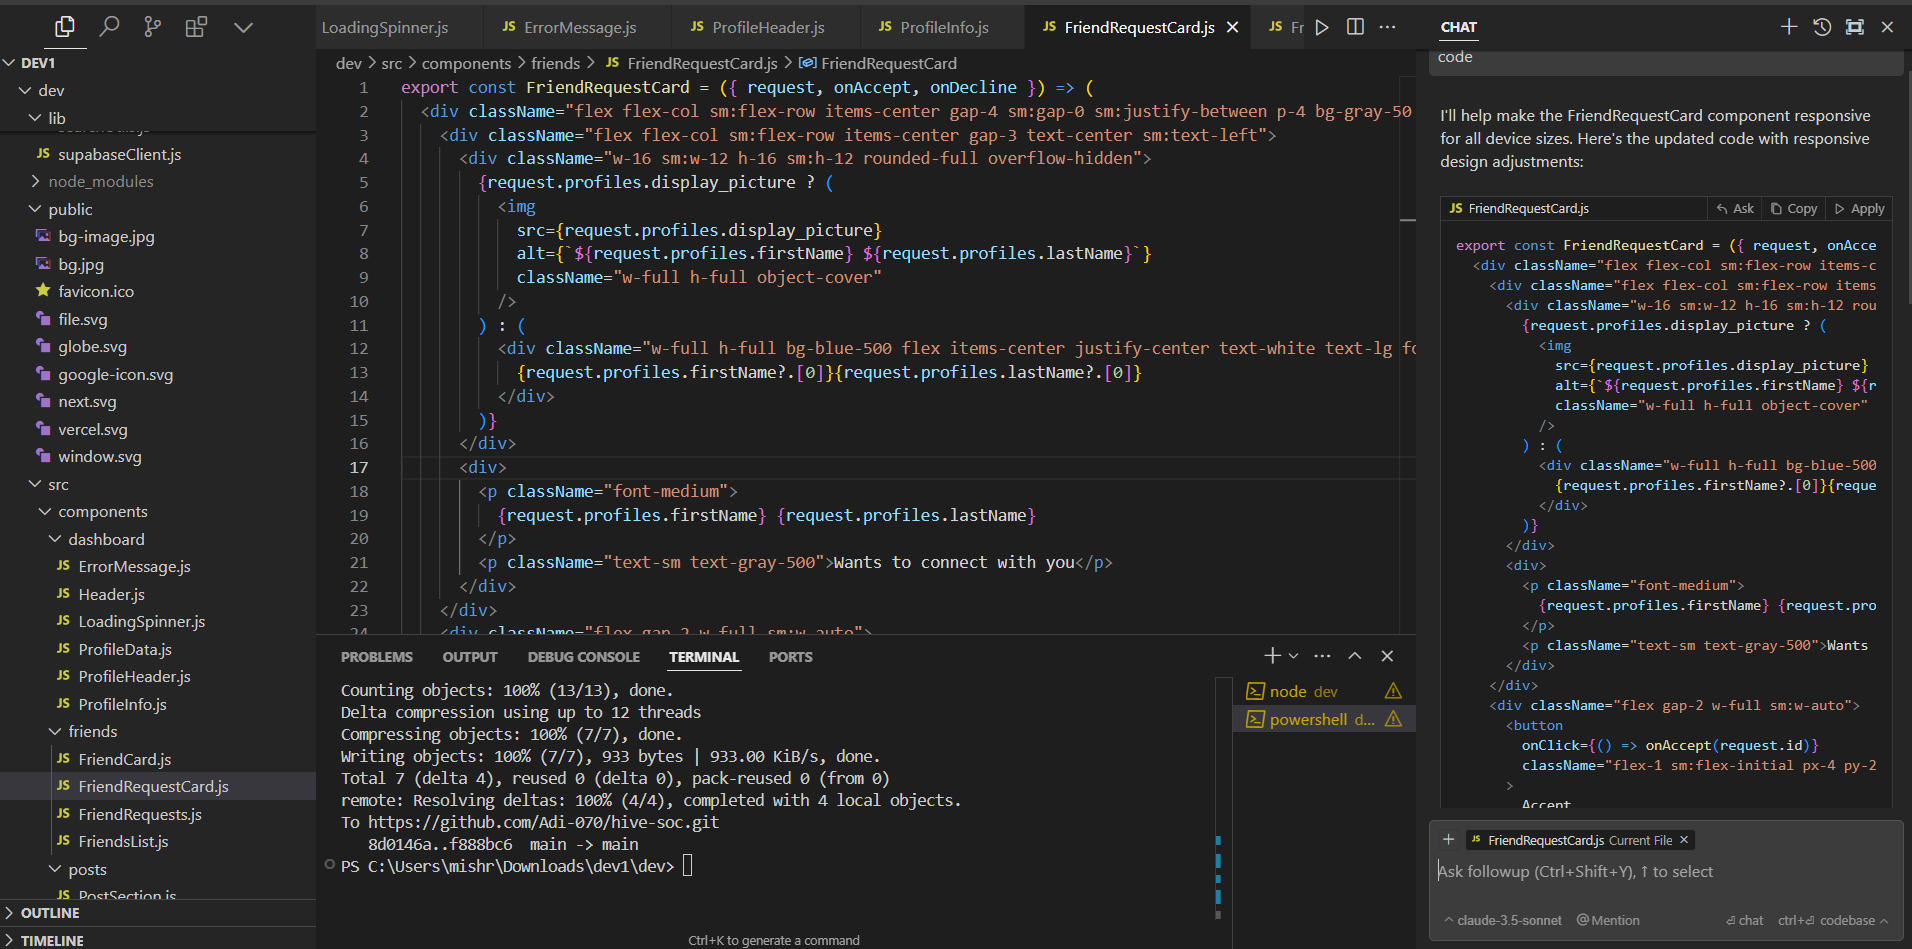 DEV1
dev
lib
supabaseClient.js
node_modules
public
bg-image.jpg
bg.jpg
favicon.ico
file.svg
globe.svg
google-icon.svg
next.svg
vercel.svg
window.svg
src
components
dashboard
ErrorMessage.js
Header.js
LoadingSpinner.js
ProfileData.js
ProfileHeader.js
ProfileInfo.js
friends
FriendCard.js
FriendRequestCard.js
FriendRequests.js
FriendsList.js
posts
PostSection.js
OUTLINE
TIMELINE
LoadingSpinner.js JS ErrorMessage.js JS ProfileHeader.js JS ProfileInfo.js JS FriendRequestCard.js JS Fr
dev > src > components > friends > JS FriendRequestCard.js > FriendRequestCard
1 export const FriendRequestCard = ({ request, onAccept, onDecline }) => (
2 <div className="flex flex-col sm:flex-row items-center gap-4 sm:gap-0 sm:justify-between p-4 bg-gray-50
3 <div className="flex flex-col sm:flex-row items-center gap-3 text-center sm:text-left">
4 <div className="w-16 sm:w-12 h-16 sm:h-12 rounded-full overflow-hidden">
5 {request.profiles.display_picture ? (
6 <img
7 src={request.profiles.display_picture}
8 alt={`${request.profiles.firstName} ${request.profiles.lastName}`}
9 className="w-full h-full object-cover"
10 />
11 ) : (
12 <div className="w-full h-full bg-blue-500 flex items-center justify-center text-white text-lg fo
13 {request.profiles.firstName?.[0]}{request.profiles.lastName?.[0]}
14 </div>
15 )}
16 </div>
17 <div>
18 <p className="font-medium">
19 {request.profiles.firstName} {request.profiles.lastName}
20 </p>
21 <p className="text-sm text-gray-500">Wants to connect with you</p>
22 </div>
23 </div>
24 <div className="flex gap-2 w-full sm:w-auto">
PROBLEMS OUTPUT DEBUG CONSOLE TERMINAL PORTS
Counting objects: 100% (13/13), done.
Delta compression using up to 12 threads
Compressing objects: 100% (7/7), done.
Writing objects: 100% (7/7), 933 bytes | 933.00 KiB/s, done.
Total 7 (delta 4), reused 0 (delta 0), pack-reused 0 (from 0)
remote: Resolving deltas: 100% (4/4), completed with 4 local objects.
To https://github.com/Adi-070/hive-soc.git
8d0146a..f888bc6 main -> main
PS C:\Users\mishr\Downloads\dev1\dev>
node dev
powershell d...
Ctrl+K to generate a command
CHAT
code
I'll help make the FriendRequestCard component responsive
for all device sizes. Here's the updated code with responsive
design adjustments:
JS FriendRequestCard.js Ask Copy Apply
export const FriendRequestCard = ({ request, onAcce
<div className="flex flex-col sm:flex-row items-c
<div className="flex flex-col sm:flex-row items
<div className="w-16 sm:w-12 h-16 sm:h-12 rou
{request.profiles.display_picture ? (
<img
src={request.profiles.display_picture}
alt={`${request.profiles.firstName} ${r
className="w-full h-full object-cover"
/>
) : (
<div className="w-full h-full bg-blue-500
{request.profiles.firstName?.[0]}{reque
</div>
)}
</div>
<div>
<p className="font-medium">
{request.profiles.firstName} {request.pro
</p>
<p className="text-sm text-gray-500">Wants
</div>
</div>
<div className="flex gap-2 w-full sm:w-auto">
<button
onClick={() => onAccept(request.id)}
className="flex-1 sm:flex-initial px-4 py-2
>
Accept
JS FriendRequestCard.js Current File
Ask followup (Ctrl+Shift+Y), ↑ to select
claude-3.5-sonnet @Mention chat ctrl+⏎ codebase